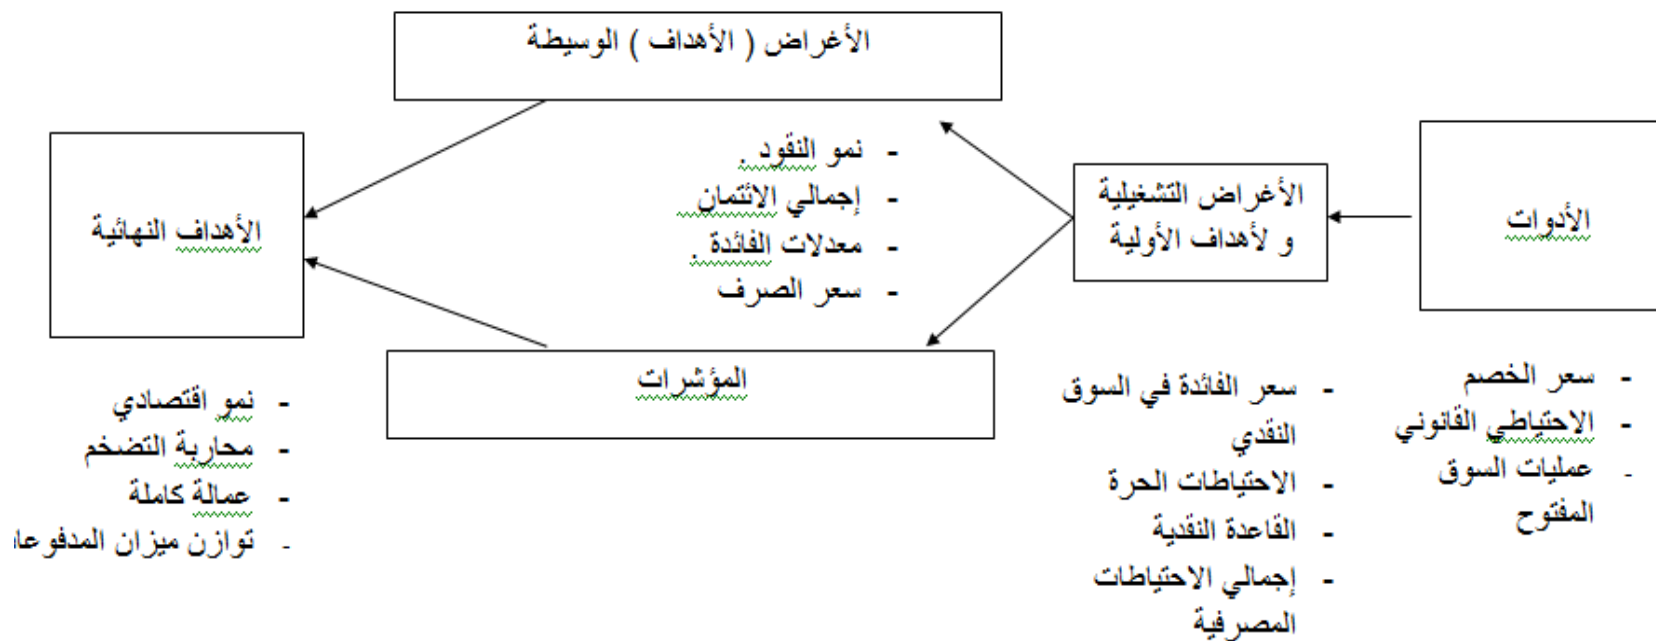 الأغراض ( الأهداف ) الوسيطة
الأدوات
الأغراض التشغيلية
و لأهداف الأولية
- نمو النقود .
- إجمالي الائتمان
- معدلات الفائدة .
- سعر الصرف
الأهداف النهائية
المؤشرات
- سعر الخصم
- الاحتياطي القانوني
- عمليات السوق
المفتوح
- سعر الفائدة في السوق
النقدي
- الاحتياطات الحرة
- القاعدة النقدية
- إجمالي الاحتياطات
المصرفية
- نمو اقتصادي
- محاربة التضخم
- عمالة كاملة
- توازن ميزان